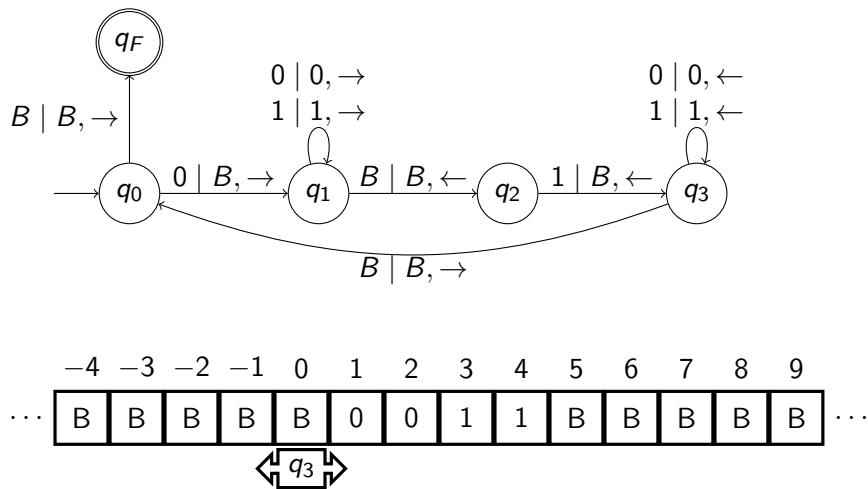 q_F
0 | 0, → 0 | 0, ←
B | B, → 1 | 1, → 1 | 1, ←
q_0 0 | B, → q_1 B | B, ← q_2 1 | B, ← q_3
B | B, →
−4 −3 −2 −1 0 1 2 3 4 5 6 7 8 9
··· B B B B B 0 0 1 1 B B B B B ···
q_3